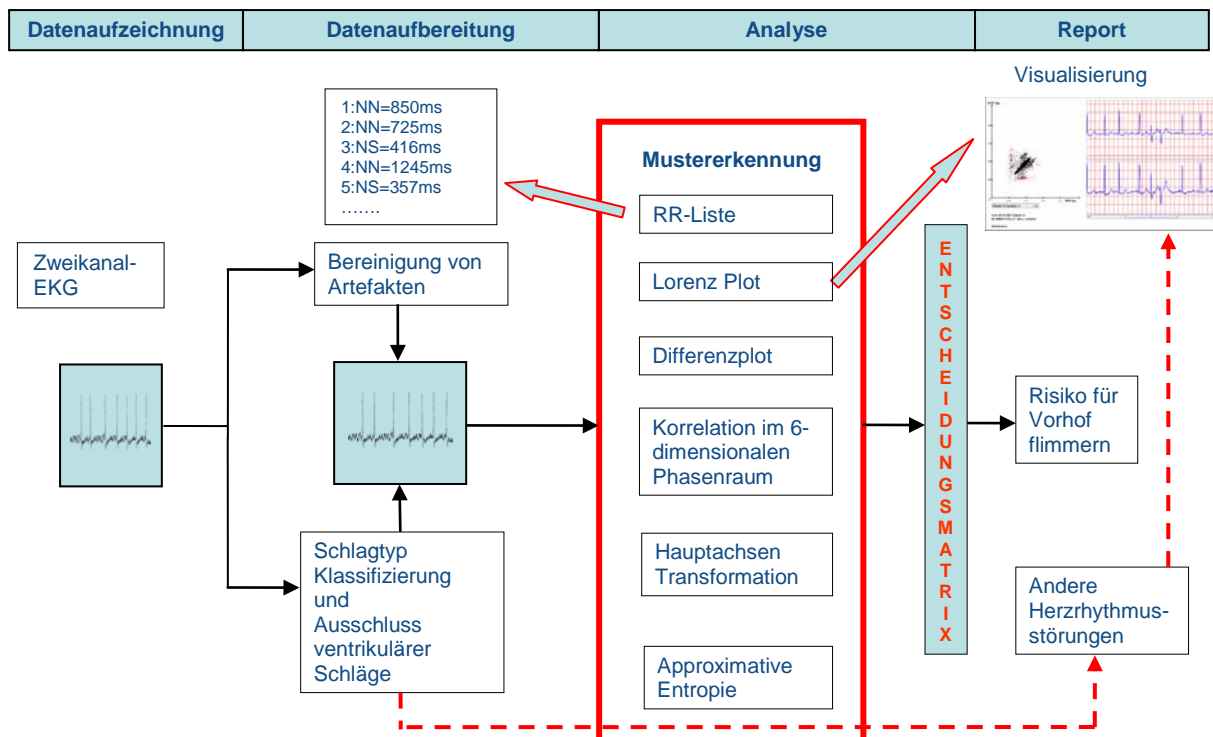 Datenaufzeichnung
Datenaufbereitung
Analyse
Report
Visualisierung
1:NN=850ms
2:NN=725ms
3:NS=416ms
4:NN=1245ms
5:NS=357ms
.......
Mustererkennung
RR-Liste
Zweikanal-
EKG
Bereinigung von
Artefakten
Lorenz Plot
Differenzplot
Korrelation im 6-
dimensionalen
Phasenraum
Hauptachsen
Transformation
Approximative
Entropie
Schlagtyp
Klassifizierung
und
Ausschluss
ventrikulärer
Schläge
ENTSCHEIDUNGSMATRIX
Risiko für
Vorhof
flimmern
Andere
Herzrhythmus-
störungen